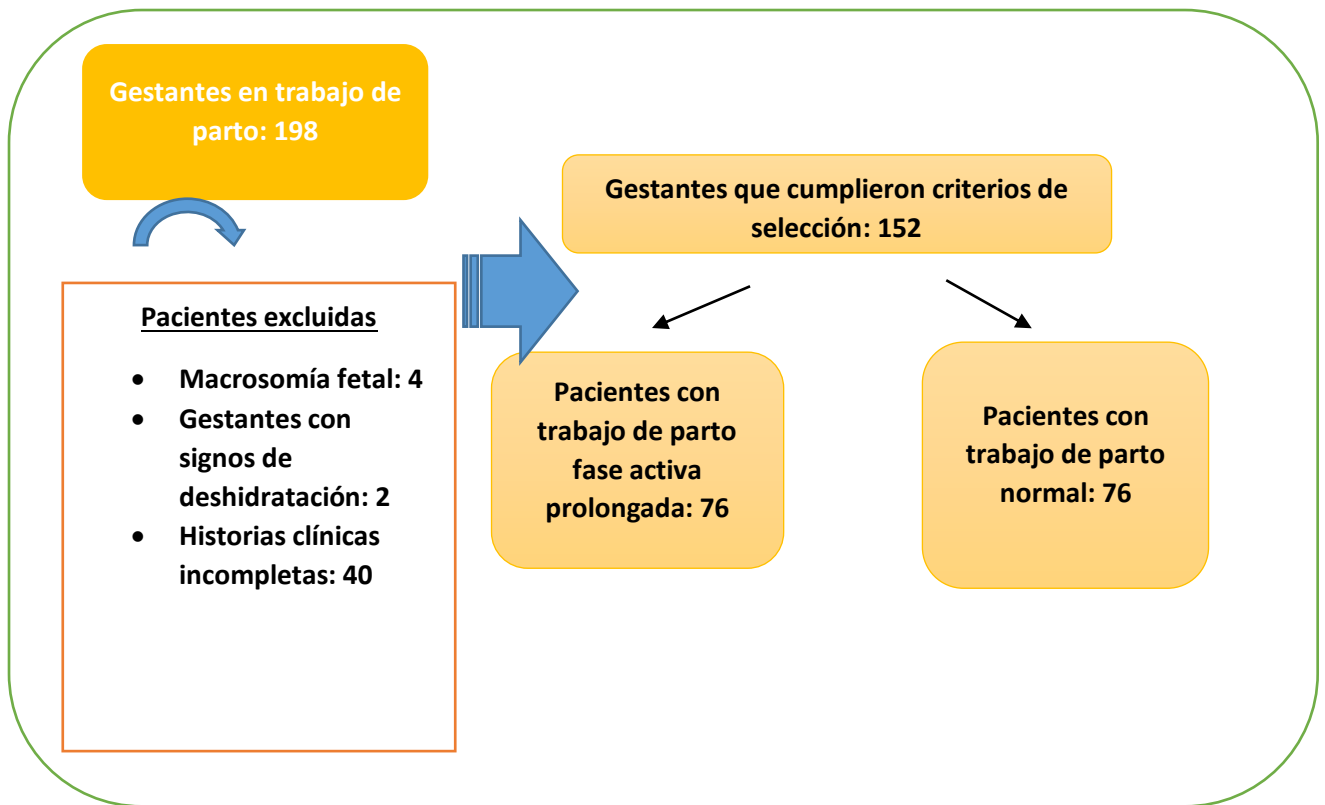 Gestantes en trabajo de
parto: 198
Pacientes excluidas
• Macrosomía fetal: 4
• Gestantes con
signos de
deshidratación: 2
• Historias clínicas
incompletas: 40
Gestantes que cumplieron criterios de
selección: 152
Pacientes con
trabajo de parto
fase activa
prolongada: 76
Pacientes con
trabajo de parto
normal: 76